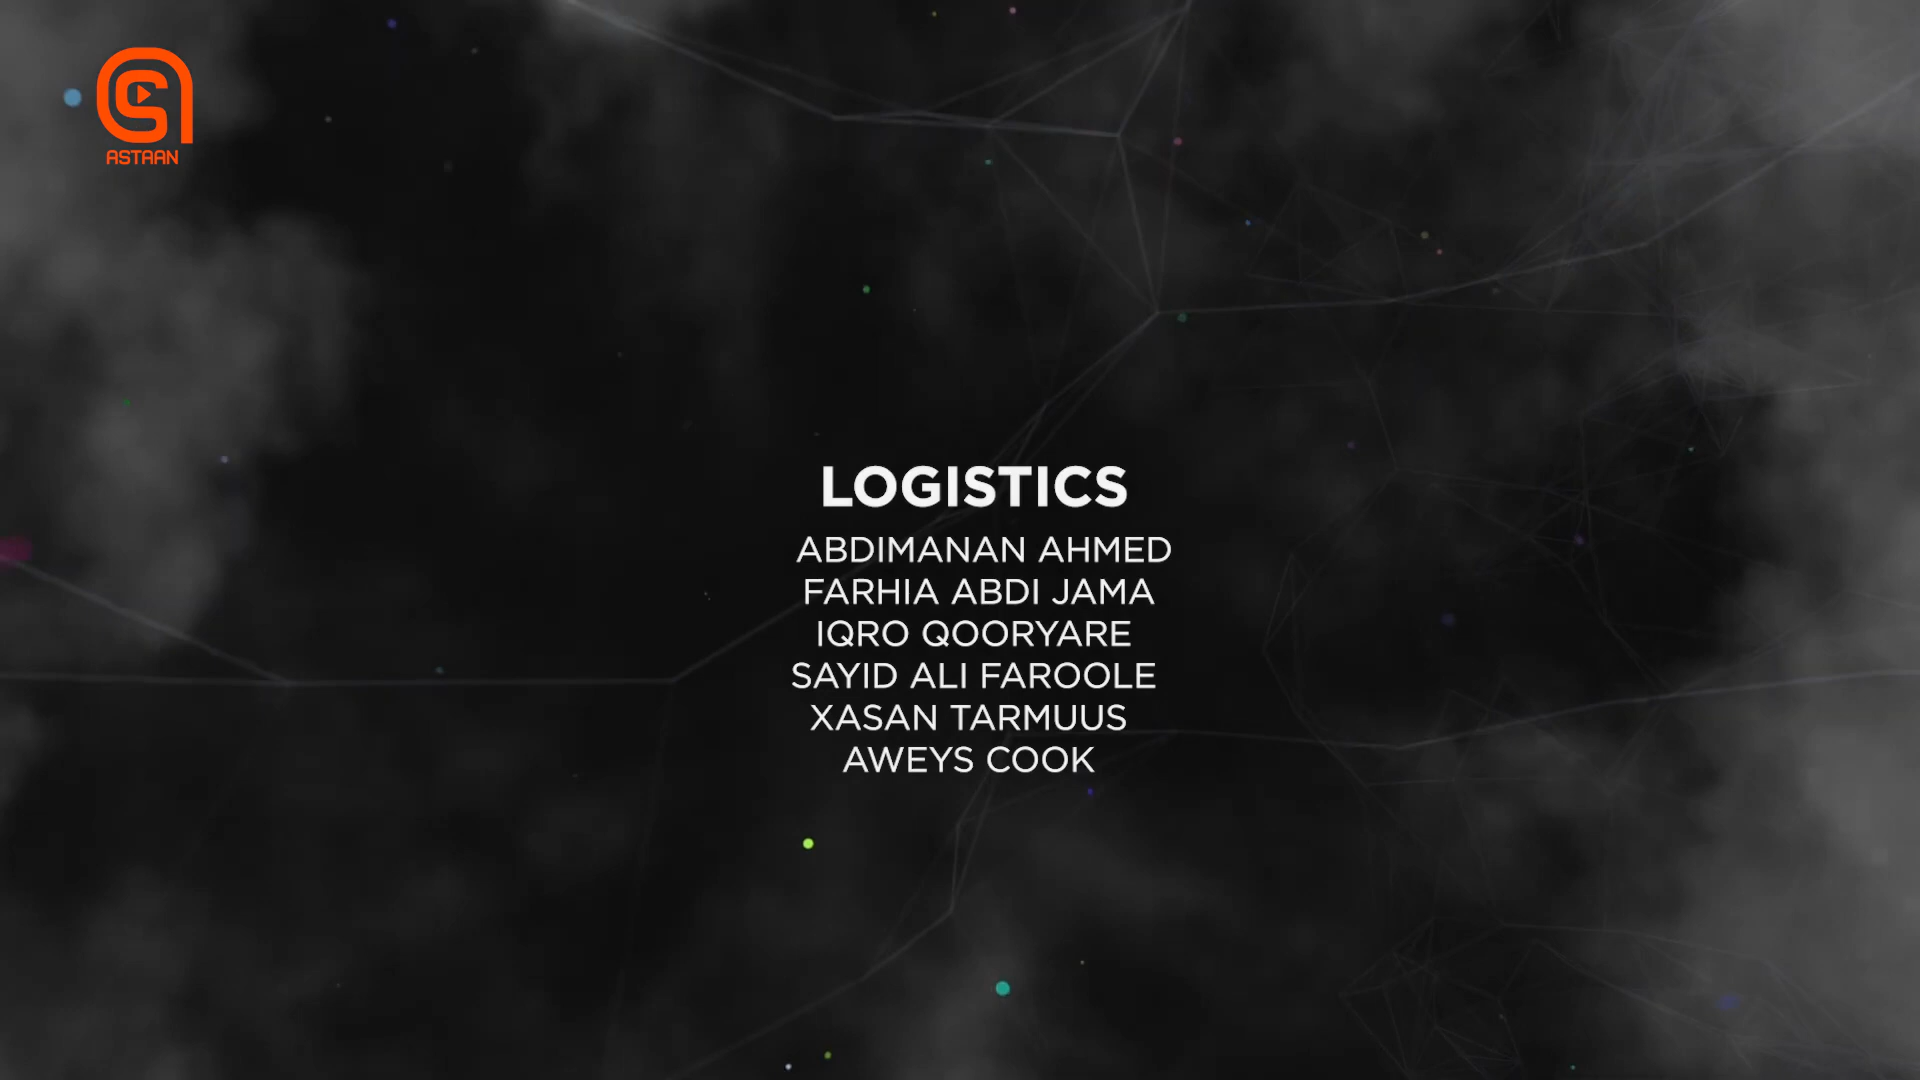 ASTAAN
LOGISTICS
ABDIMANAN AHMED
FARHIA ABDI JAMA
IQRO QOORYARE
SAYID ALI FAROOLE
XASAN TARMUUS
AWEYS COOK